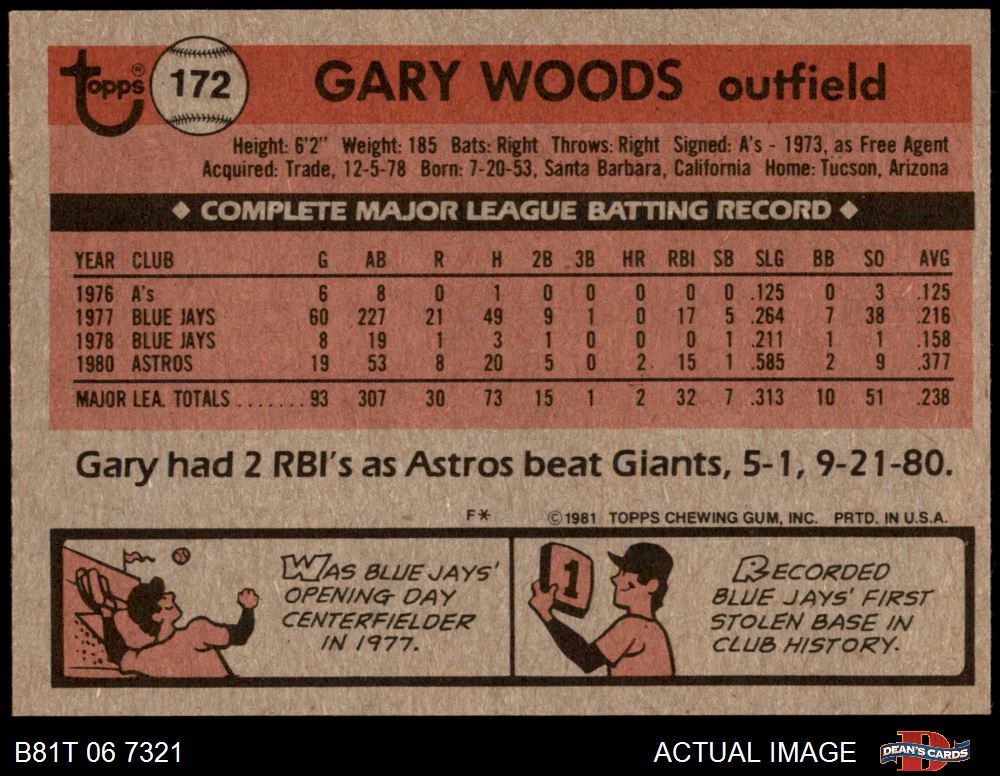 Topps® 172 GARY WOODS outfield
Height: 6'2" Weight: 185 Bats: Right Throws: Right Signed: A's - 1973, as Free Agent
Acquired: Trade, 12-5-78 Born: 7-20-53, Santa Barbara, California Home: Tucson, Arizona
◆ COMPLETE MAJOR LEAGUE BATTING RECORD ◆
YEAR CLUB G AB R H 2B 3B HR RBI SB SLG BB SO AVG
1976 A's 6 8 0 1 0 0 0 0 0 .125 0 3 .125
1977 BLUE JAYS 60 227 21 49 9 1 0 17 5 .264 7 38 .216
1978 BLUE JAYS 8 19 1 3 1 0 0 0 1 .211 1 1 .158
1980 ASTROS 19 53 8 20 5 0 2 15 1 .585 2 9 .377
MAJOR LEA. TOTALS ....... 93 307 30 73 15 1 2 32 7 .313 10 51 .238
Gary had 2 RBI's as Astros beat Giants, 5-1, 9-21-80.
F* ©1981 TOPPS CHEWING GUM, INC. PRTD. IN U.S.A.
WAS BLUE JAYS'
OPENING DAY
CENTERFIELDER
IN 1977.
1
RECORDED
BLUE JAYS' FIRST
STOLEN BASE IN
CLUB HISTORY.
B81T 06 7321 ACTUAL IMAGE DEAN'S CARDS